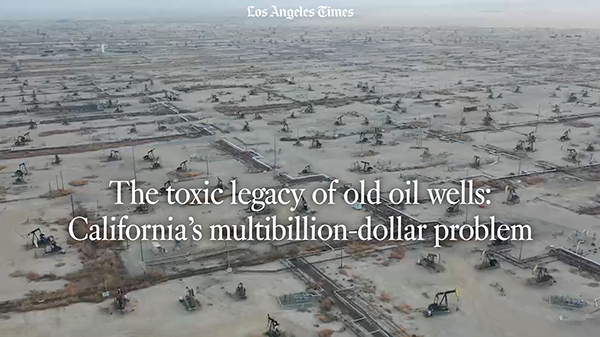 Los Angeles Times
The toxic legacy of old oil wells:
California's multibillion-dollar problem